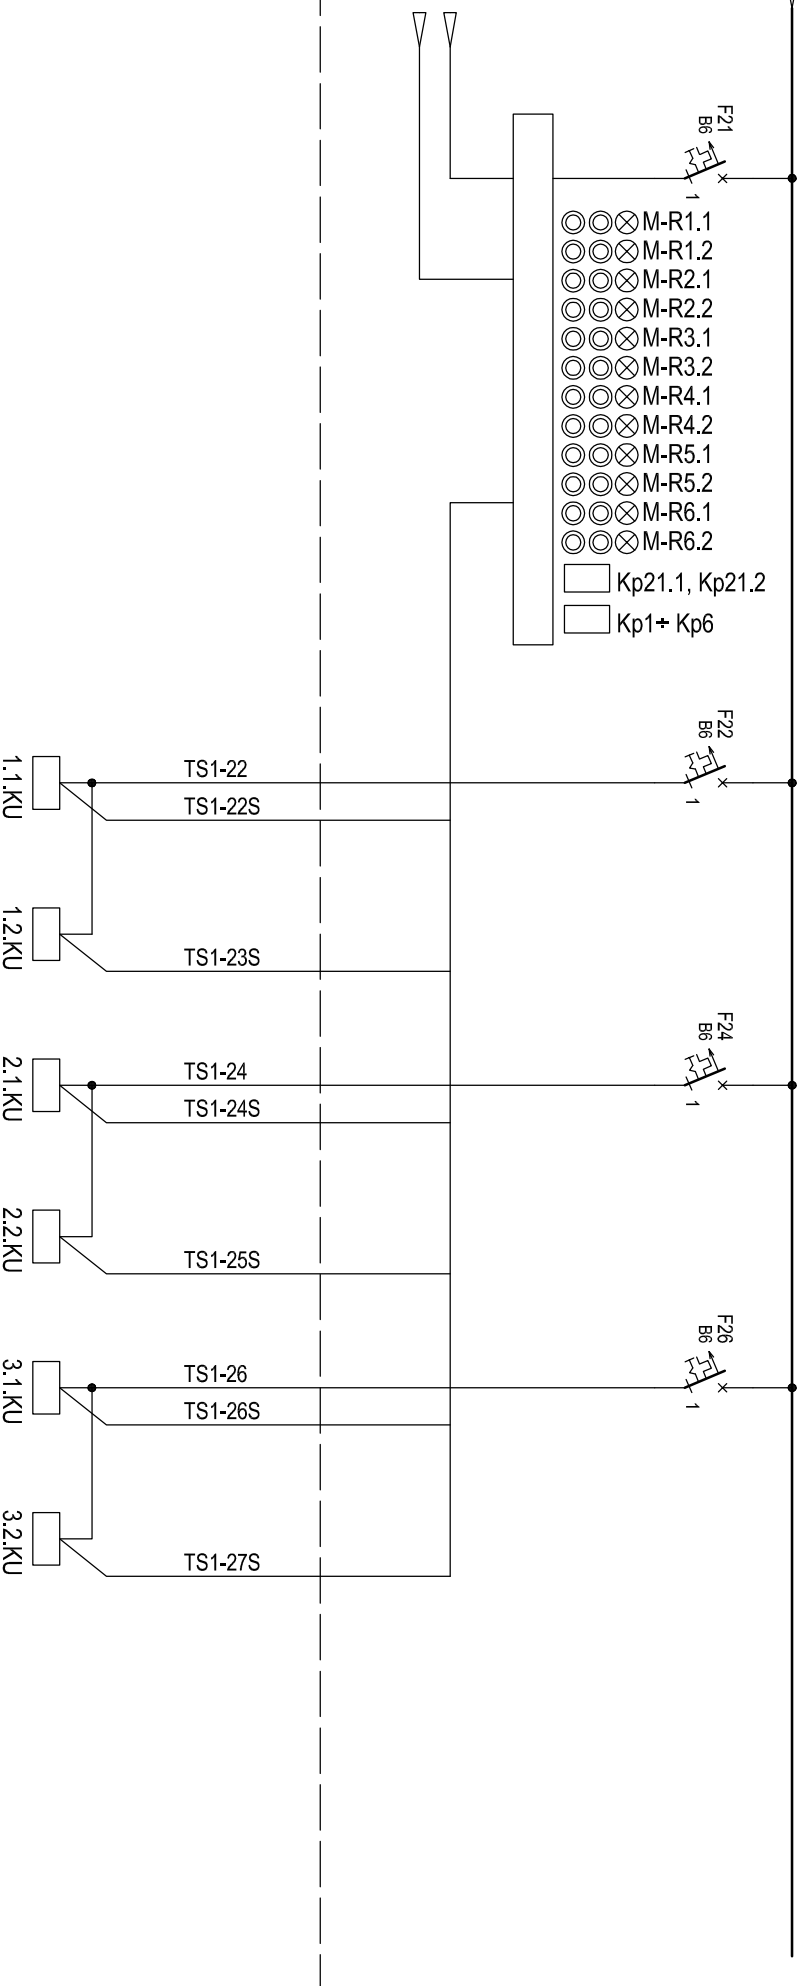 F21
B6
1
M-R1.1
M-R1.2
M-R2.1
M-R2.2
M-R3.1
M-R3.2
M-R4.1
M-R4.2
M-R5.1
M-R5.2
M-R6.1
M-R6.2
Kp21.1, Kp21.2
Kp1÷ Kp6
F22
B6
1
1.1.KU
TS1-22
TS1-22S
1.2.KU
TS1-23S
F24
B6
1
2.1.KU
TS1-24
TS1-24S
2.2.KU
TS1-25S
F26
B6
1
3.1.KU
TS1-26
TS1-26S
3.2.KU
TS1-27S